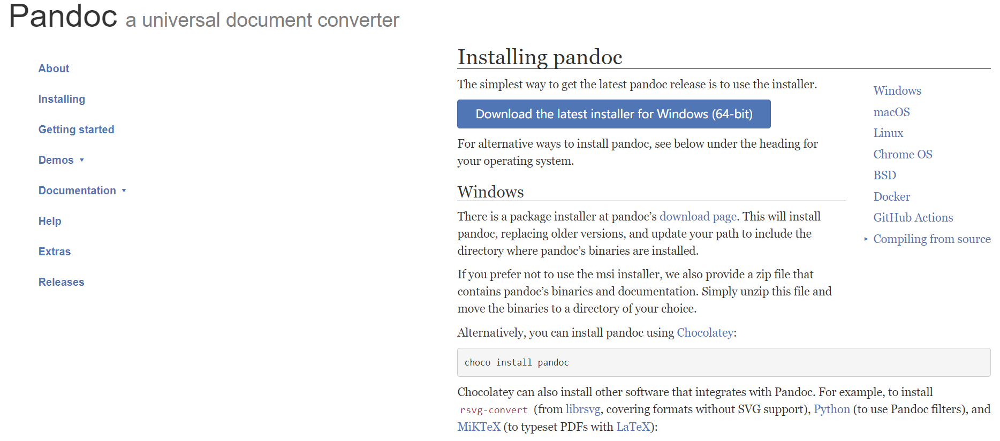 Pandoc a universal document converter
About
Installing
Getting started
Demos ▾
Documentation ▾
Help
Extras
Releases
Installing pandoc
The simplest way to get the latest pandoc release is to use the installer.
Download the latest installer for Windows (64-bit)
For alternative ways to install pandoc, see below under the heading for
your operating system.
Windows
macOS
Linux
Chrome OS
BSD
Docker
GitHub Actions
▸ Compiling from source
Windows
There is a package installer at pandoc’s download page. This will install
pandoc, replacing older versions, and update your path to include the
directory where pandoc’s binaries are installed.
If you prefer not to use the msi installer, we also provide a zip file that
contains pandoc’s binaries and documentation. Simply unzip this file and
move the binaries to a directory of your choice.
Alternatively, you can install pandoc using Chocolatey:
choco install pandoc
Chocolatey can also install other software that integrates with Pandoc. For example, to install
rsvg-convert (from librsvg, covering formats without SVG support), Python (to use Pandoc filters), and
MiKTeX (to typeset PDFs with LaTeX):